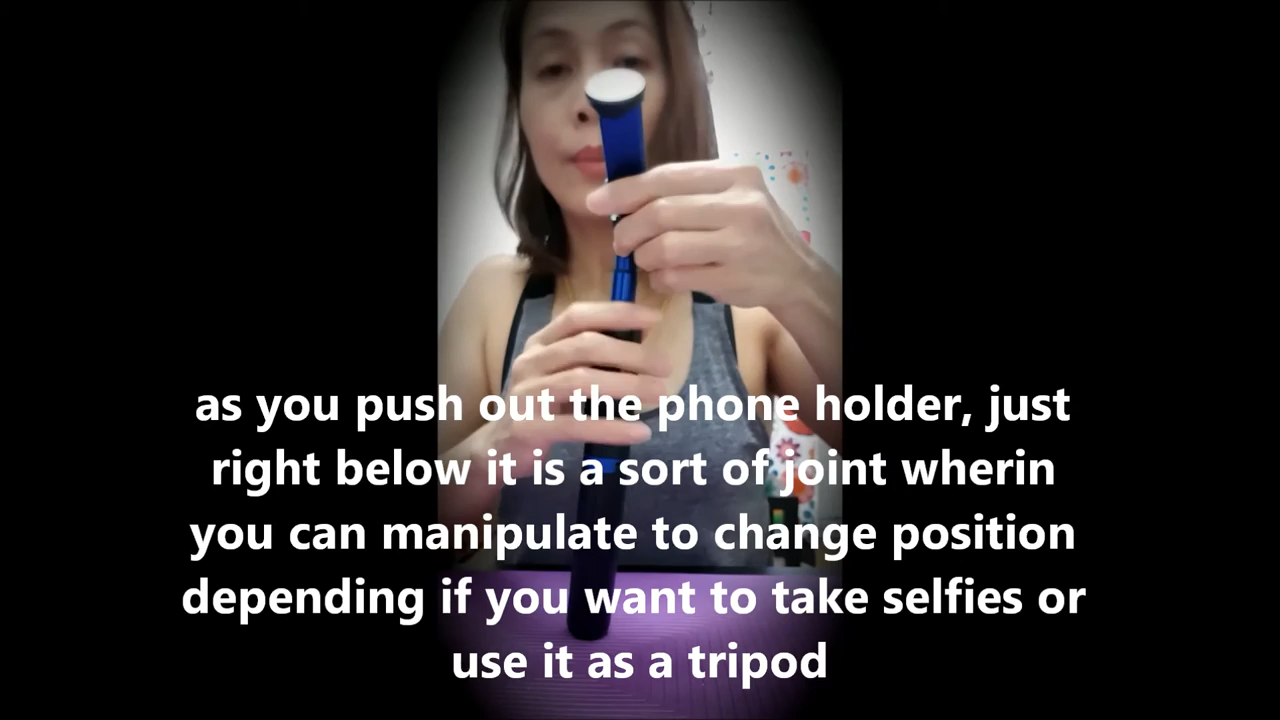 as you push out the phone holder, just
right below it is a sort of joint wherin
you can manipulate to change position
depending if you want to take selfies or
use it as a tripod